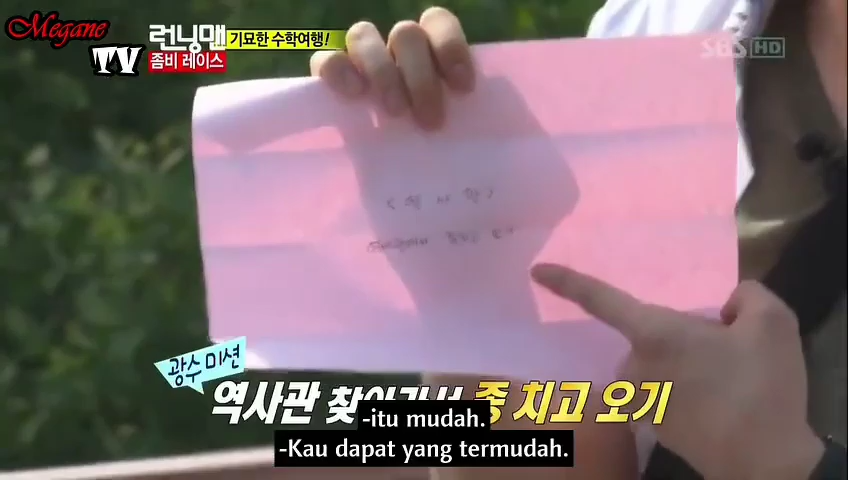 Megane
TV
런닝맨
기묘한 수학여행!
좀비 레이스
SBS HD
광수 미션
역사관 찾아가서 종 치고 오기
-itu mudah.
-Kau dapat yang termudah.